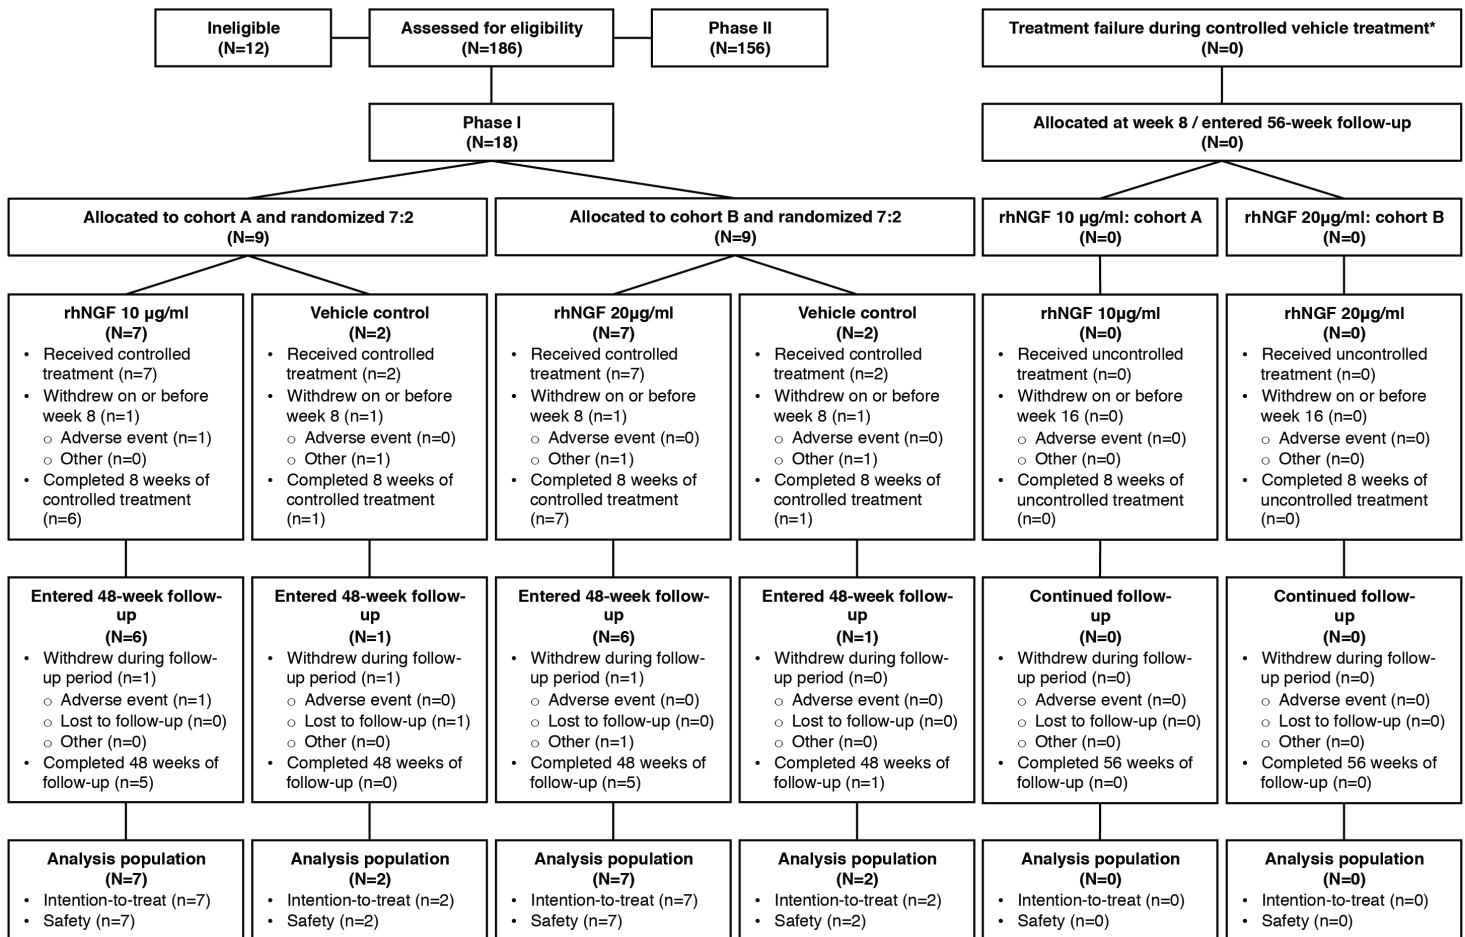 Ineligible
(N=12)
Assessed for eligibility
(N=186)
Phase II
(N=156)
Treatment failure during controlled vehicle treatment*
(N=0)
Phase I
(N=18)
Allocated at week 8 / entered 56-week follow-up
(N=0)
Allocated to cohort A and randomized 7:2
(N=9)
Allocated to cohort B and randomized 7:2
(N=9)
rhNGF 10 µg/ml: cohort A
(N=0)
rhNGF 20µg/ml: cohort B
(N=0)
rhNGF 10 µg/ml
(N=7)
• Received controlled
treatment (n=7)
• Withdrew on or before
week 8 (n=1)
○ Adverse event (n=1)
○ Other (n=0)
• Completed 8 weeks of
controlled treatment
(n=6)
Vehicle control
(N=2)
• Received controlled
treatment (n=2)
• Withdrew on or before
week 8 (n=1)
○ Adverse event (n=0)
○ Other (n=1)
• Completed 8 weeks of
controlled treatment
(n=1)
rhNGF 20µg/ml
(N=7)
• Received controlled
treatment (n=7)
• Withdrew on or before
week 8 (n=1)
○ Adverse event (n=0)
○ Other (n=1)
• Completed 8 weeks of
controlled treatment
(n=7)
Vehicle control
(N=2)
• Received controlled
treatment (n=2)
• Withdrew on or before
week 8 (n=1)
○ Adverse event (n=0)
○ Other (n=1)
• Completed 8 weeks of
controlled treatment
(n=1)
rhNGF 10µg/ml
(N=0)
• Received uncontrolled
treatment (n=0)
• Withdrew on or before
week 16 (n=0)
○ Adverse event (n=0)
○ Other (n=0)
• Completed 8 weeks of
uncontrolled treatment
(n=0)
rhNGF 20µg/ml
(N=0)
• Received uncontrolled
treatment (n=0)
• Withdrew on or before
week 16 (n=0)
○ Adverse event (n=0)
○ Other (n=0)
• Completed 8 weeks of
uncontrolled treatment
(n=0)
Entered 48-week follow-
up
(N=6)
• Withdrew during follow-
up period (n=1)
○ Adverse event (n=1)
○ Lost to follow-up (n=0)
○ Other (n=0)
• Completed 48 weeks of
follow-up (n=5)
Entered 48-week follow-
up
(N=1)
• Withdrew during follow-
up period (n=1)
○ Adverse event (n=0)
○ Lost to follow-up (n=1)
○ Other (n=0)
• Completed 48 weeks of
follow-up (n=0)
Entered 48-week follow-
up
(N=6)
• Withdrew during follow-
up period (n=1)
○ Adverse event (n=0)
○ Lost to follow-up (n=0)
○ Other (n=1)
• Completed 48 weeks of
follow-up (n=5)
Entered 48-week follow-
up
(N=1)
• Withdrew during follow-
up period (n=0)
○ Adverse event (n=0)
○ Lost to follow-up (n=0)
○ Other (n=0)
• Completed 48 weeks of
follow-up (n=1)
Continued follow-
up
(N=0)
• Withdrew during follow-
up period (n=0)
○ Adverse event (n=0)
○ Lost to follow-up (n=0)
○ Other (n=0)
• Completed 56 weeks of
follow-up (n=0)
Continued follow-
up
(N=0)
• Withdrew during follow-
up period (n=0)
○ Adverse event (n=0)
○ Lost to follow-up (n=0)
○ Other (n=0)
• Completed 56 weeks of
follow-up (n=0)
Analysis population
(N=7)
• Intention-to-treat (n=7)
• Safety (n=7)
Analysis population
(N=2)
• Intention-to-treat (n=2)
• Safety (n=2)
Analysis population
(N=7)
• Intention-to-treat (n=7)
• Safety (n=7)
Analysis population
(N=2)
• Intention-to-treat (n=2)
• Safety (n=2)
Analysis population
(N=0)
• Intention-to-treat (n=0)
• Safety (n=0)
Analysis population
(N=0)
• Intention-to-treat (n=0)
• Safety (n=0)